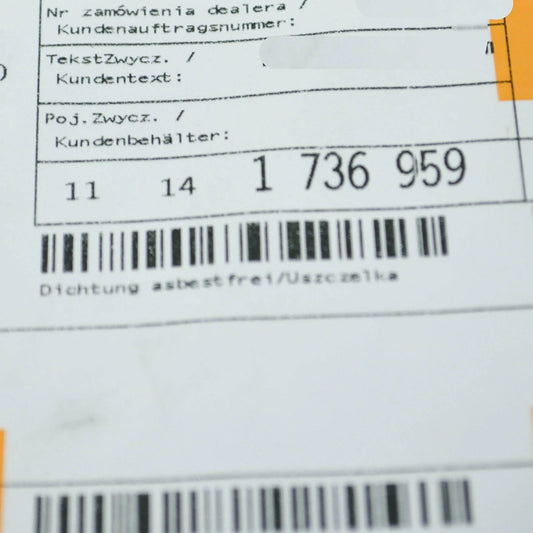 Nr zamówienia dealera /
Kundenauftragsnummer:
TekstZwycz. /
Kundentext:
Poj.Zwycz. /
Kundenbehälter:
11 14 1 736 959
Dichtung asbestfrei/Uszczelka